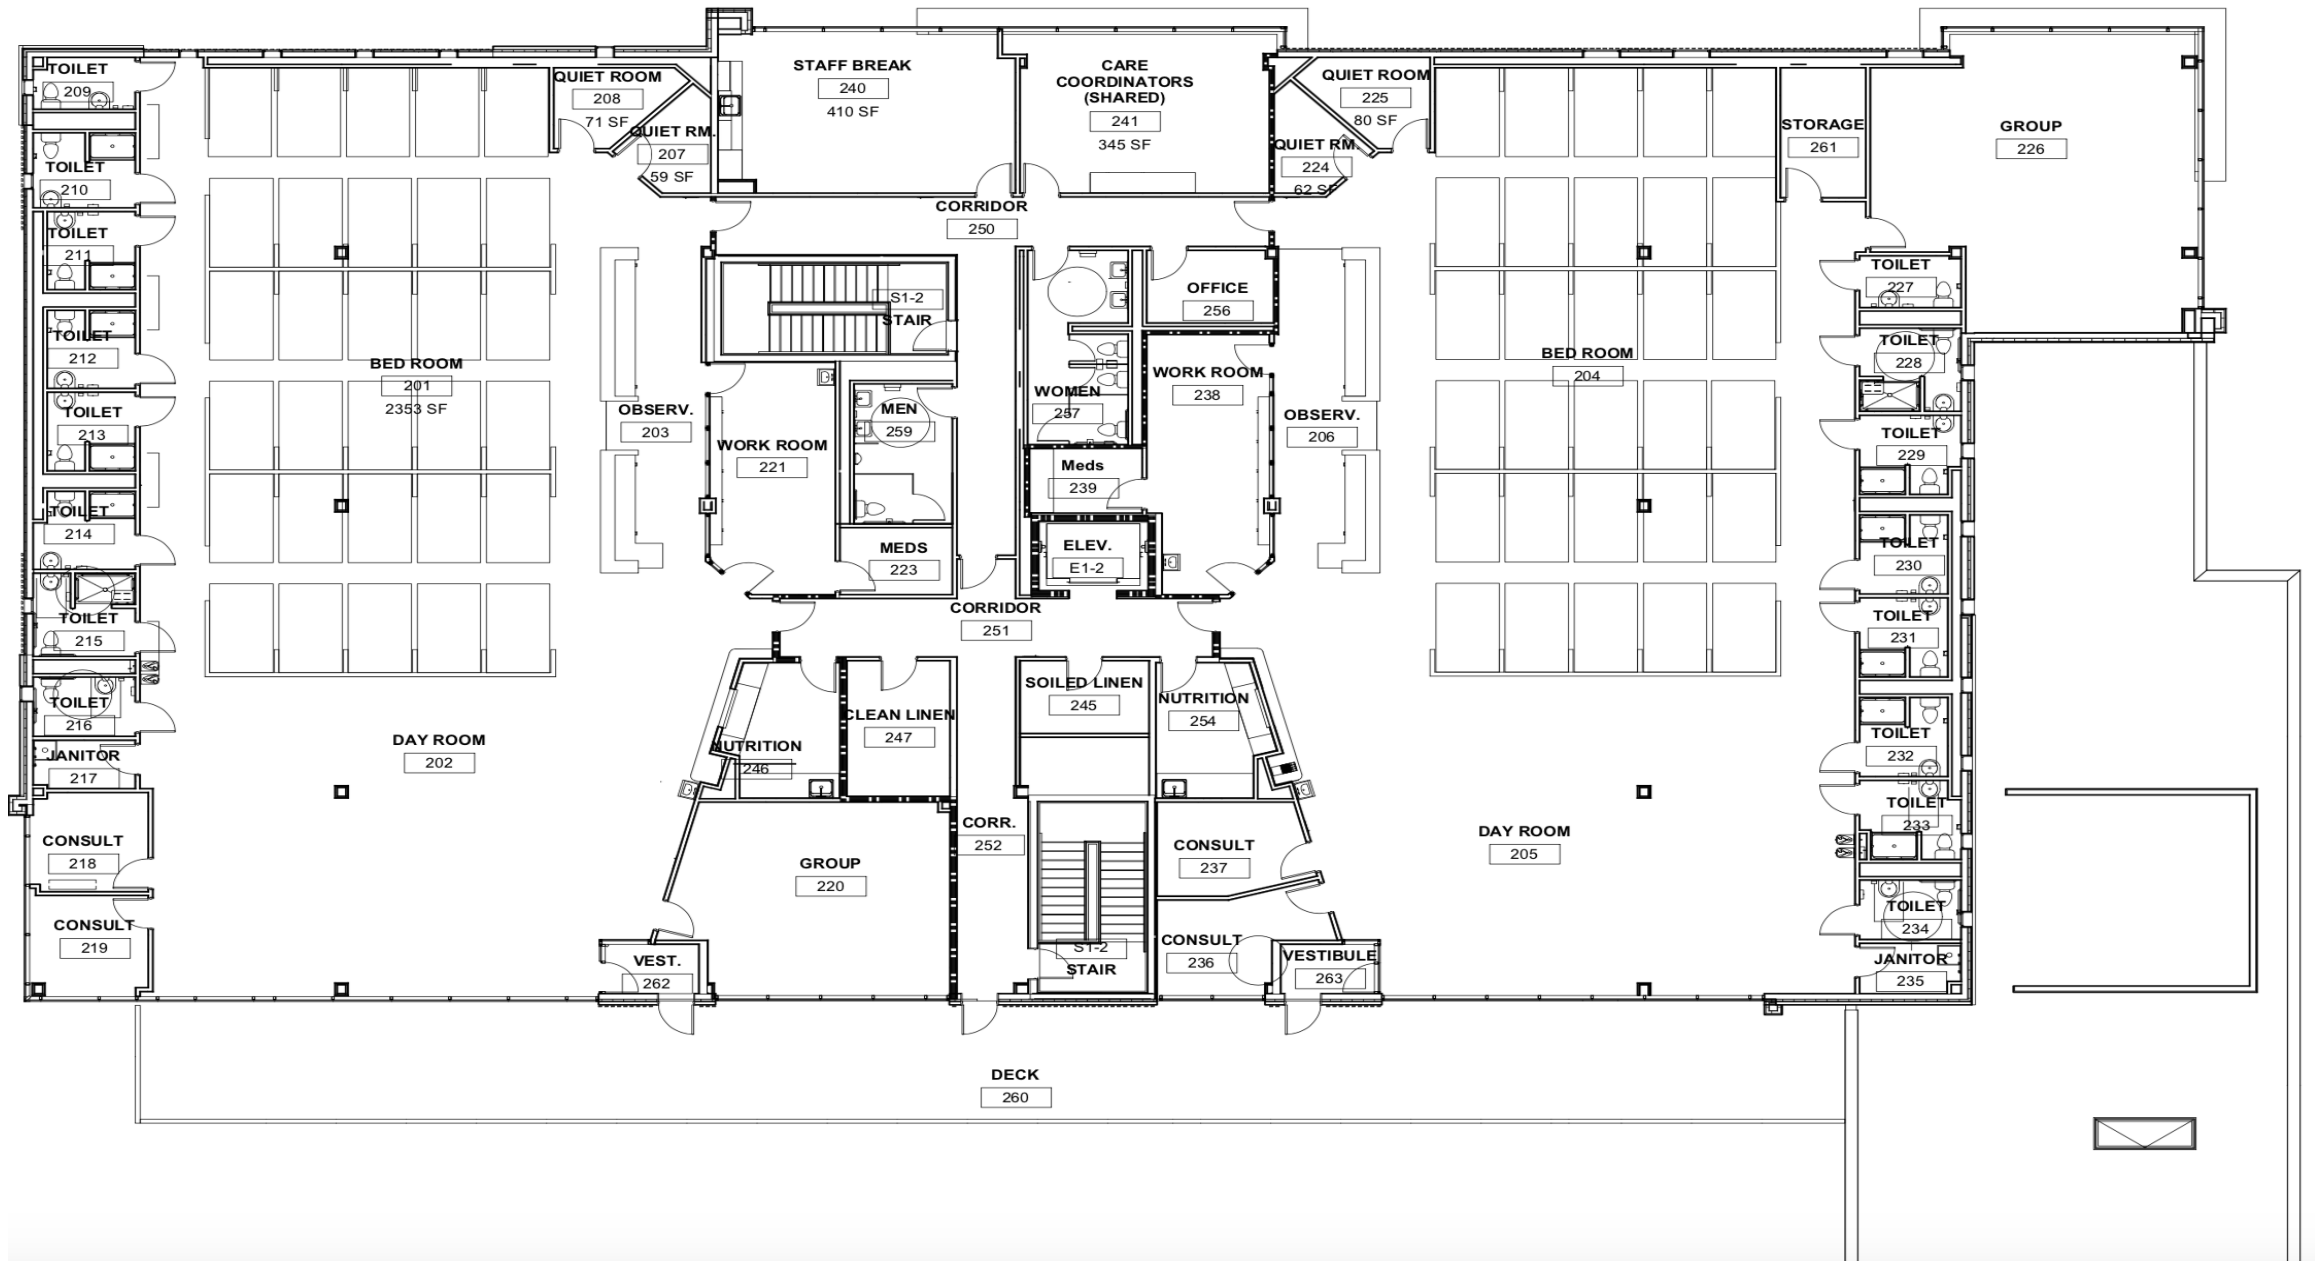 TOILET
209
TOILET
210
TOILET
211
TOILET
212
TOILET
213
TOILET
214
TOILET
215
TOILET
216
JANITOR
217
CONSULT
218
CONSULT
219
BED ROOM
201
2353 SF
DAY ROOM
202
QUIET ROOM
208
71 SF
QUIET RM.
207
59 SF
OBSERV.
203
STAFF BREAK
240
410 SF
CARE
COORDINATORS
(SHARED)
241
345 SF
CORRIDOR
250
S1-2
STAIR
WORK ROOM
221
MEN
259
MEDS
223
WOMEN
257
OFFICE
256
WORK ROOM
238
Meds
239
ELEV.
E1-2
CORRIDOR
251
NUTRITION
246
CLEAN LINEN
247
SOILED LINEN
245
NUTRITION
254
GROUP
220
VEST.
262
CORR.
252
S1-2
STAIR
CONSULT
237
CONSULT
236
VESTIBULE
263
QUIET ROOM
225
80 SF
QUIET RM.
224
62 SF
OBSERV.
206
BED ROOM
204
DAY ROOM
205
STORAGE
261
GROUP
226
TOILET
227
TOILET
228
TOILET
229
TOILET
230
TOILET
231
TOILET
232
TOILET
233
TOILET
234
JANITOR
235
DECK
260